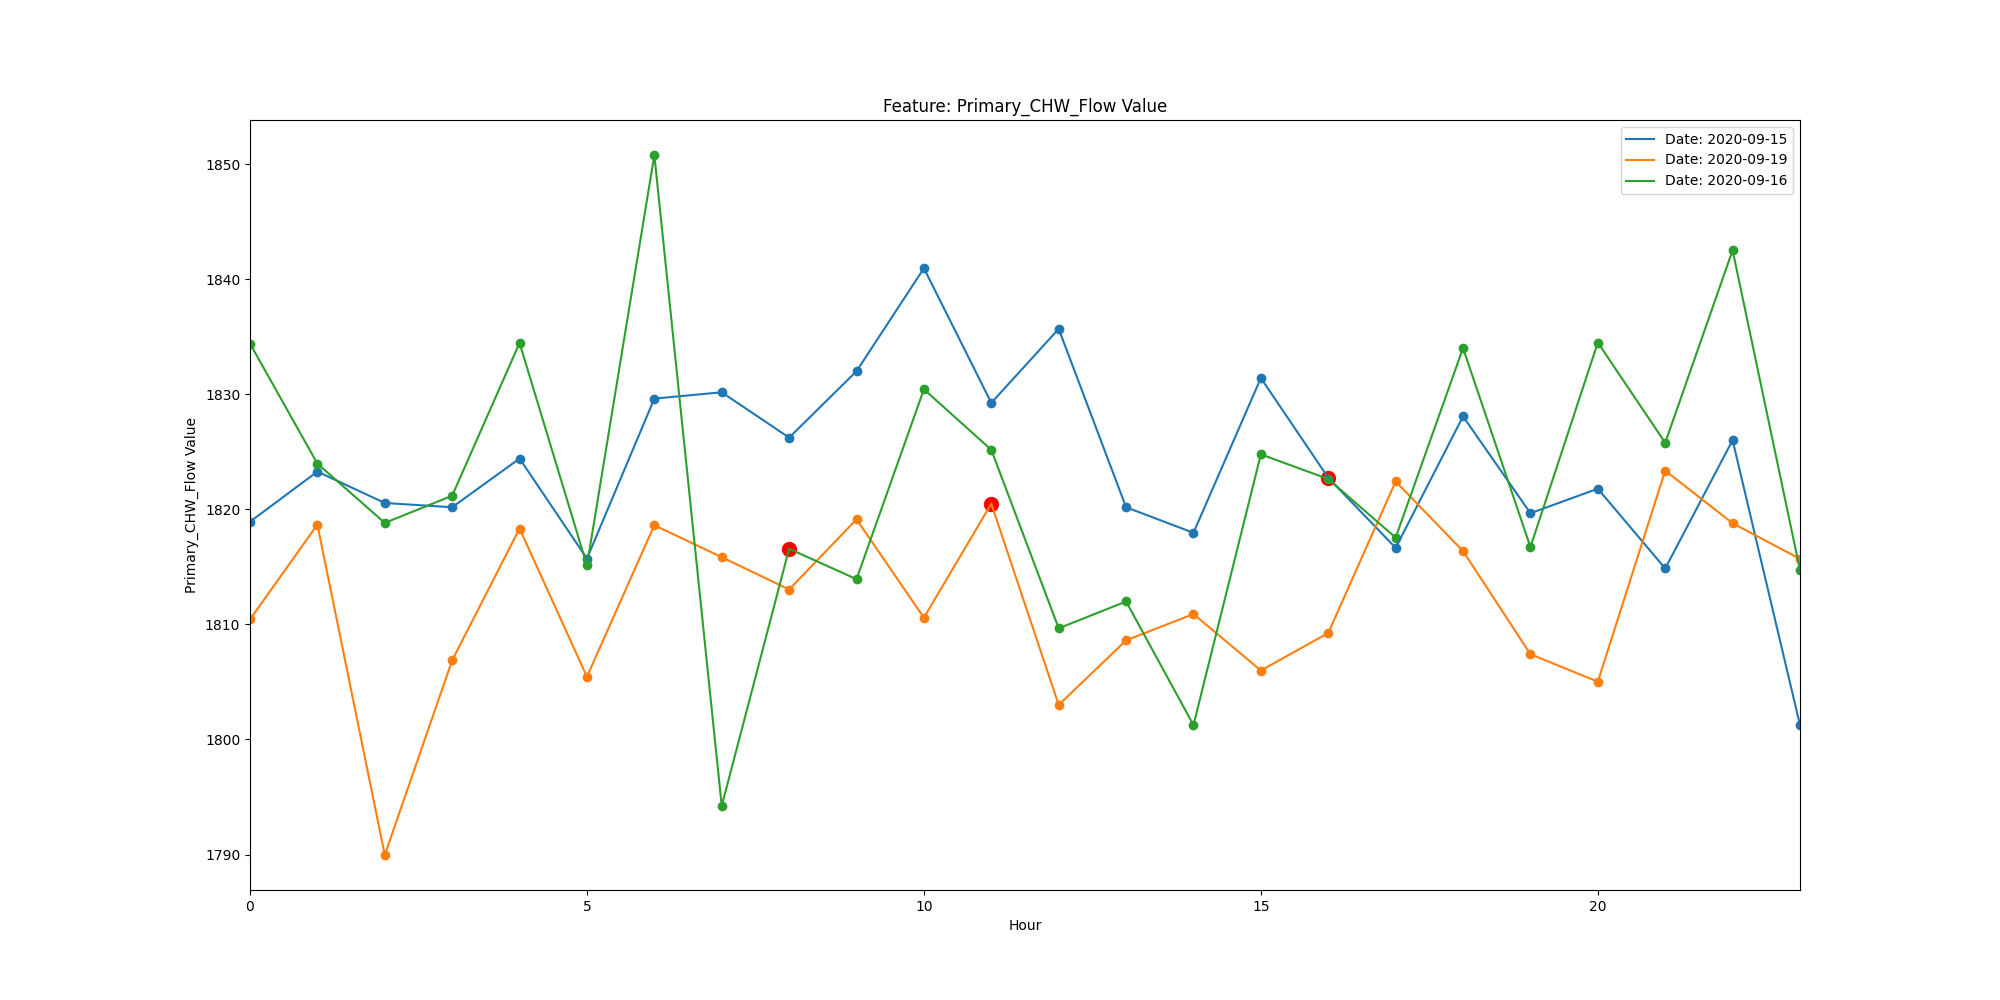 Feature: Primary_CHW_Flow Value
Date: 2020-09-15
Date: 2020-09-19
Date: 2020-09-16
1850
1840
1830
1820
1810
1800
1790
Primary_CHW_Flow Value
0 5 10 15 20
Hour